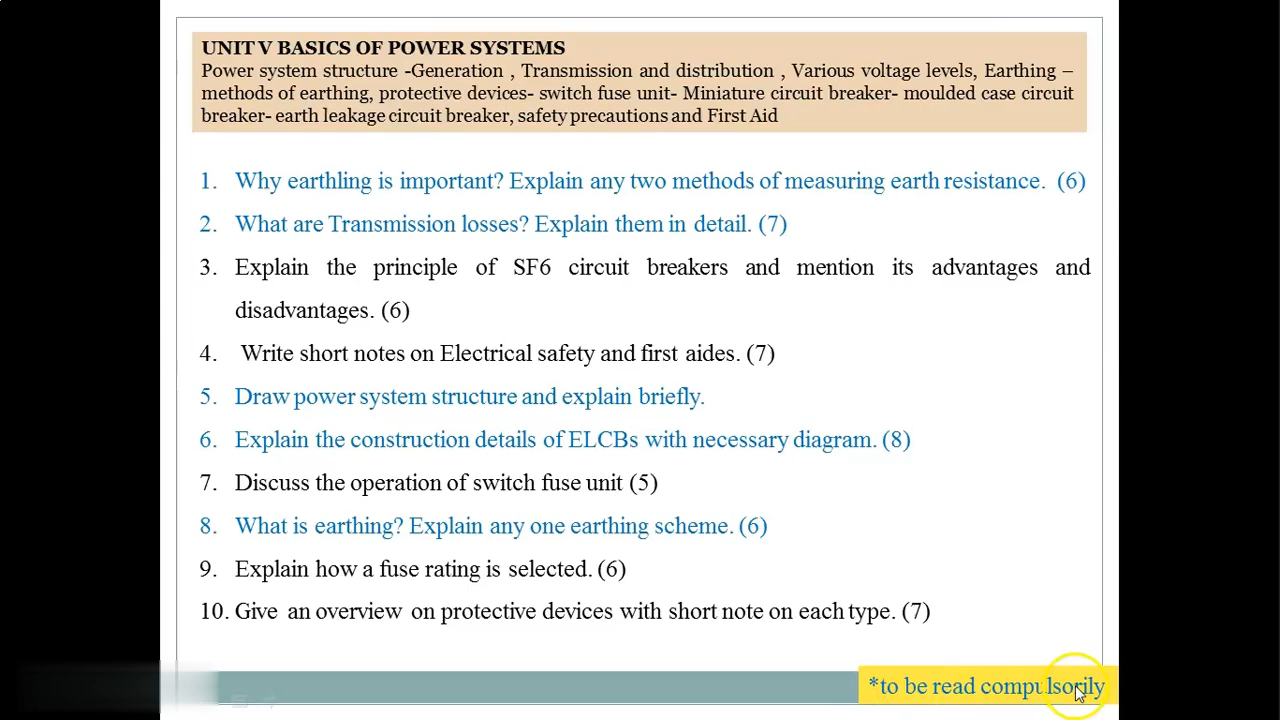 UNIT V BASICS OF POWER SYSTEMS
Power system structure -Generation , Transmission and distribution , Various voltage levels, Earthing –
methods of earthing, protective devices- switch fuse unit- Miniature circuit breaker- moulded case circuit
breaker- earth leakage circuit breaker, safety precautions and First Aid
1. Why earthling is important? Explain any two methods of measuring earth resistance. (6)
2. What are Transmission losses? Explain them in detail. (7)
3. Explain the principle of SF6 circuit breakers and mention its advantages and
disadvantages. (6)
4. Write short notes on Electrical safety and first aides. (7)
5. Draw power system structure and explain briefly.
6. Explain the construction details of ELCBs with necessary diagram. (8)
7. Discuss the operation of switch fuse unit (5)
8. What is earthing? Explain any one earthing scheme. (6)
9. Explain how a fuse rating is selected. (6)
10. Give an overview on protective devices with short note on each type. (7)
*to be read compulsorily